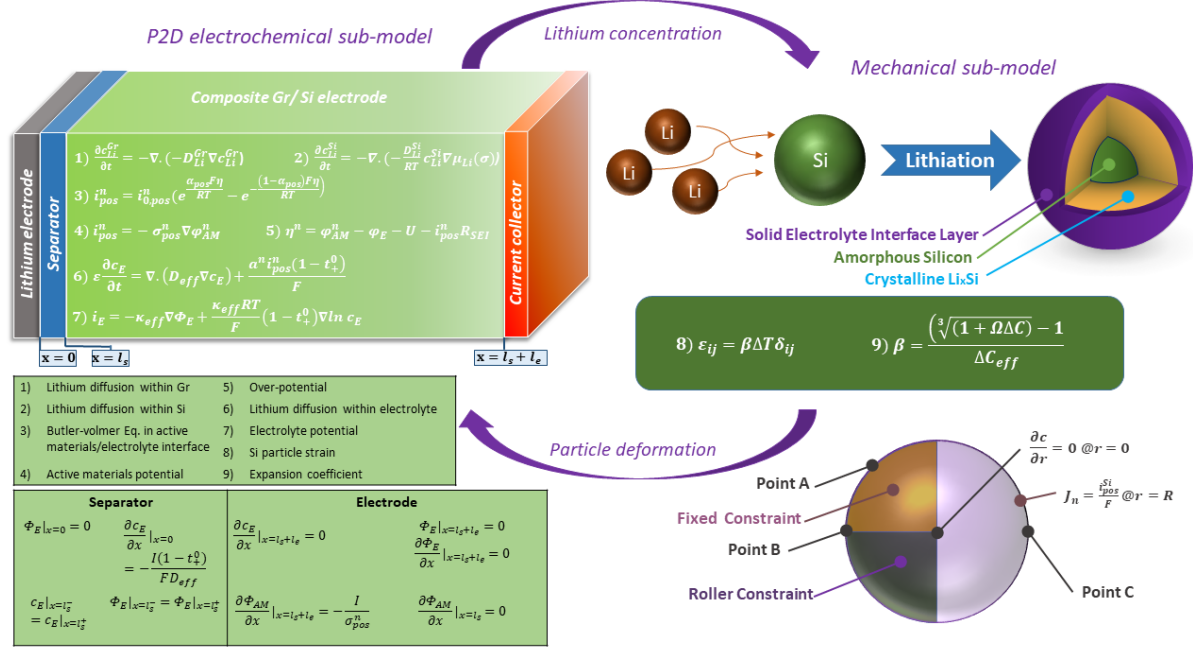 P2D electrochemical sub-model
Lithium concentration
Mechanical sub-model
Composite Gr/ Si electrode
Lithium electrode
Separator
Current collector
1) ∂c_Li^Gr/∂t = −∇. (−D_Li^Gr ∇c_Li^Gr)
2) ∂c_Li^Si/∂t = −∇. (−D_Li^Si/RT c_Li^Si ∇μ_Li(σ))
3) i_pos^n = i_0,pos^n (e^(α_pos Fη/RT) − e^(−(1−α_pos)Fη/RT))
4) i_pos^n = − σ_pos^n ∇φ_AM^n
5) η^n = φ_AM^n − φ_E − U − i_pos^n R_SEI
6) ε ∂c_E/∂t = ∇. (D_eff ∇c_E) + a^n i_pos^n (1 − t_+^0)/F
7) i_E = −κ_eff ∇Φ_E + κ_eff RT/F (1 − t_+^0)∇ln c_E
x = 0
x = l_s
x = l_s + l_e
Li
Li
Li
Si
Lithiation
Solid Electrolyte Interface Layer
Amorphous Silicon
Crystalline LixSi
8) ε_ij = βΔTδ_ij
9) β = (∛(1 + ΩΔC) − 1)/ΔC_eff
1) Lithium diffusion within Gr
2) Lithium diffusion within Si
3) Butler-volmer Eq. in active
materials/electrolyte interface
4) Active materials potential
5) Over-potential
6) Lithium diffusion within electrolyte
7) Electrolyte potential
8) Si particle strain
9) Expansion coefficient
Particle deformation
Separator
Φ_E|x=0 = 0
∂c_E/∂x|x=0
= − I(1 − t_+^0)/FD_eff
c_E|x=l_s^-
= c_E|x=l_s^+
Φ_E|x=l_s^- = Φ_E|x=l_s^+
Electrode
∂c_E/∂x|x=l_s+l_e = 0
Φ_E|x=l_s+l_e = 0
∂Φ_E/∂x|x=l_s+l_e = 0
∂Φ_AM/∂x|x=l_s+l_e = − I/σ_pos^n
∂Φ_AM/∂x|x=l_s = 0
Point A
Fixed Constraint
Point B
Roller Constraint
∂c/∂r = 0 @r = 0
J_n = i_pos^Si/F @r = R
Point C